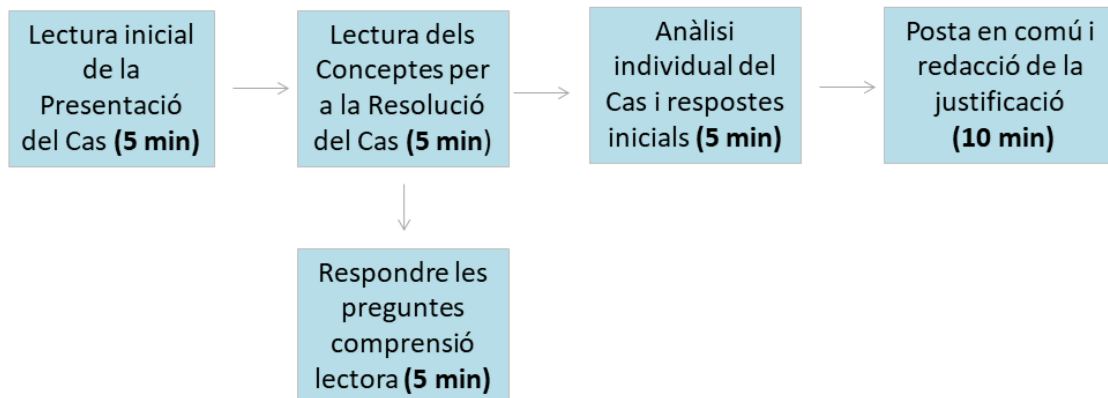 Lectura inicial
de la
Presentació
del Cas (5 min)
Lectura dels
Conceptes per
a la Resolució
del Cas (5 min)
Anàlisi
individual del
Cas i respostes
inicials (5 min)
Posta en comú i
redacció de la
justificació
(10 min)
Respondre les
preguntes
comprensió
lectora (5 min)